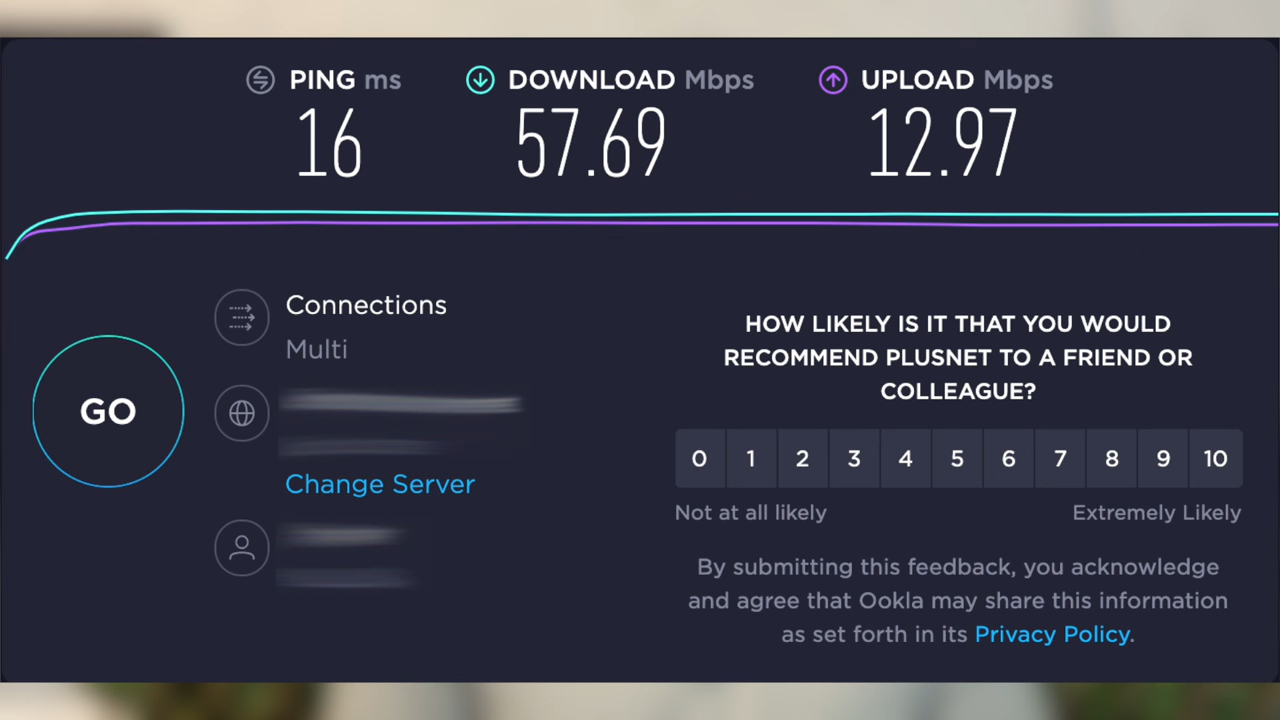 PING ms
DOWNLOAD Mbps
UPLOAD Mbps
16
57.69
12.97
GO
Connections
Multi
Change Server
HOW LIKELY IS IT THAT YOU WOULD
RECOMMEND PLUSNET TO A FRIEND OR
COLLEAGUE?
0 1 2 3 4 5 6 7 8 9 10
Not at all likely
Extremely Likely
By submitting this feedback, you acknowledge
and agree that Ookla may share this information
as set forth in its Privacy Policy.